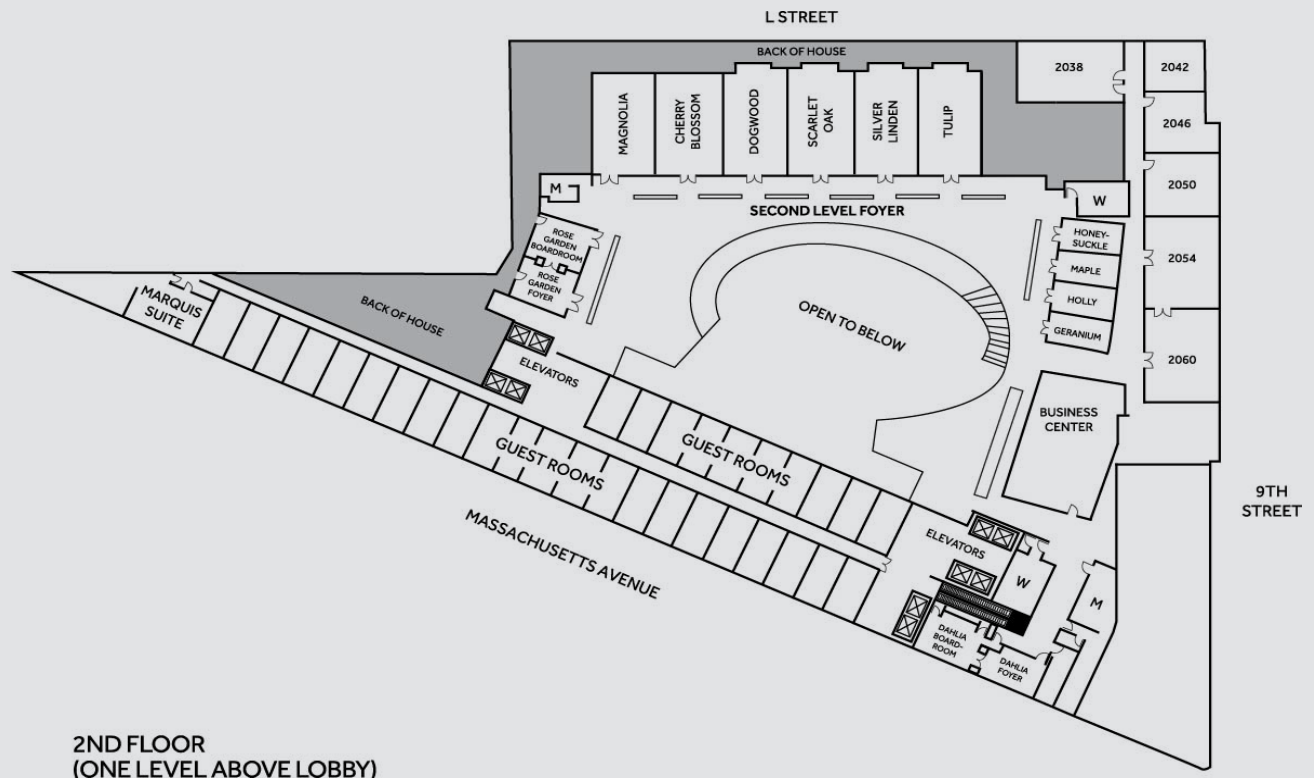 L STREET
BACK OF HOUSE
2038
2042
MAGNOLIA
CHERRY
BLOSSOM
DOGWOOD
SCARLET
OAK
SILVER
LINDEN
TULIP
2046
2050
M
W
SECOND LEVEL FOYER
ROSE
GARDEN
BOARDROOM
ROSE
GARDEN
FOYER
HONEY-
SUCKLE
MAPLE
HOLLY
GERANIUM
2054
2060
MARQUIS
SUITE
BACK OF HOUSE
OPEN TO BELOW
ELEVATORS
GUEST ROOMS
GUEST ROOMS
BUSINESS
CENTER
9TH
STREET
MASSACHUSETTS AVENUE
ELEVATORS
W
M
DAHLIA
BOARD-
ROOM
DAHLIA
FOYER
2ND FLOOR
(ONE LEVEL ABOVE LOBBY)